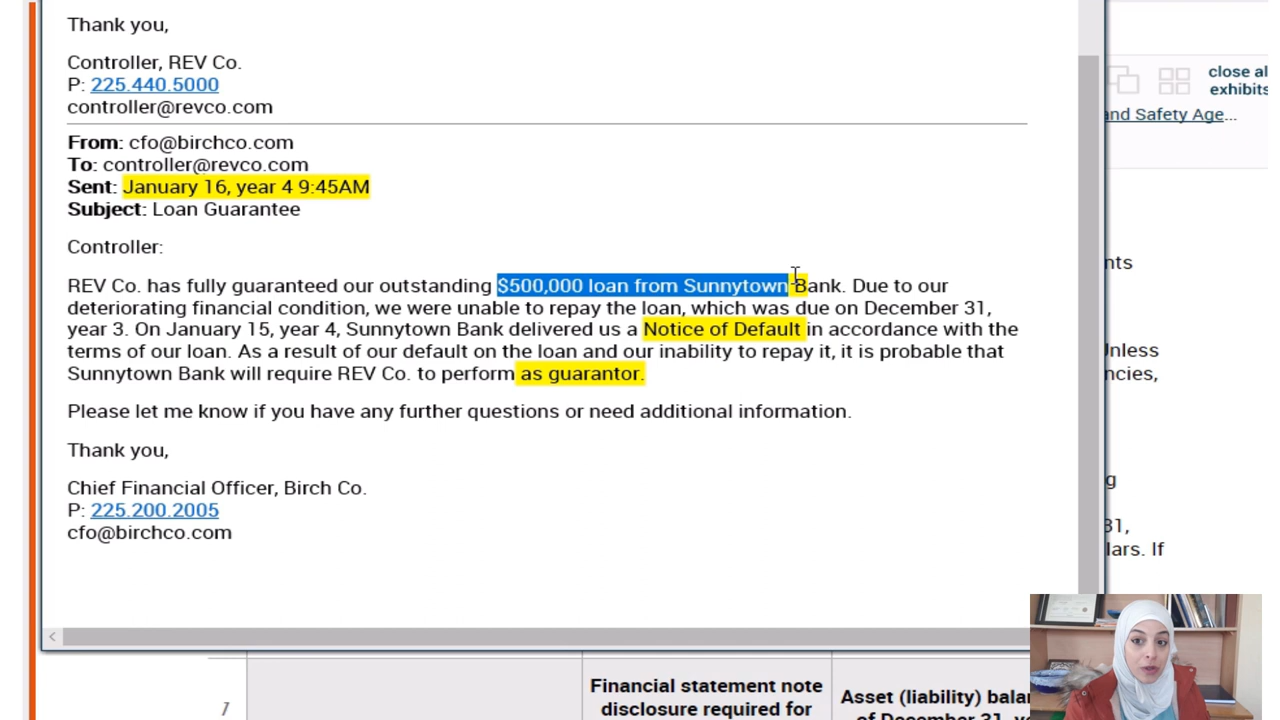 Thank you,
Controller, REV Co.
P: 225.440.5000
controller@revco.com
From: cfo@birchco.com
To: controller@revco.com
Sent: January 16, year 4 9:45AM
Subject: Loan Guarantee
Controller:
REV Co. has fully guaranteed our outstanding $500,000 loan from Sunnytown Bank. Due to our
deteriorating financial condition, we were unable to repay the loan, which was due on December 31,
year 3. On January 15, year 4, Sunnytown Bank delivered us a Notice of Default in accordance with the
terms of our loan. As a result of our default on the loan and our inability to repay it, it is probable that
Sunnytown Bank will require REV Co. to perform as guarantor.
Please let me know if you have any further questions or need additional information.
Thank you,
Chief Financial Officer, Birch Co.
P: 225.200.2005
cfo@birchco.com
close al
exhibits
and Safety Age...
nts
Unless
ncies,
g
31,
lars. If
1
Financial statement note
disclosure required for
Asset (liability) bala
of December 31, y